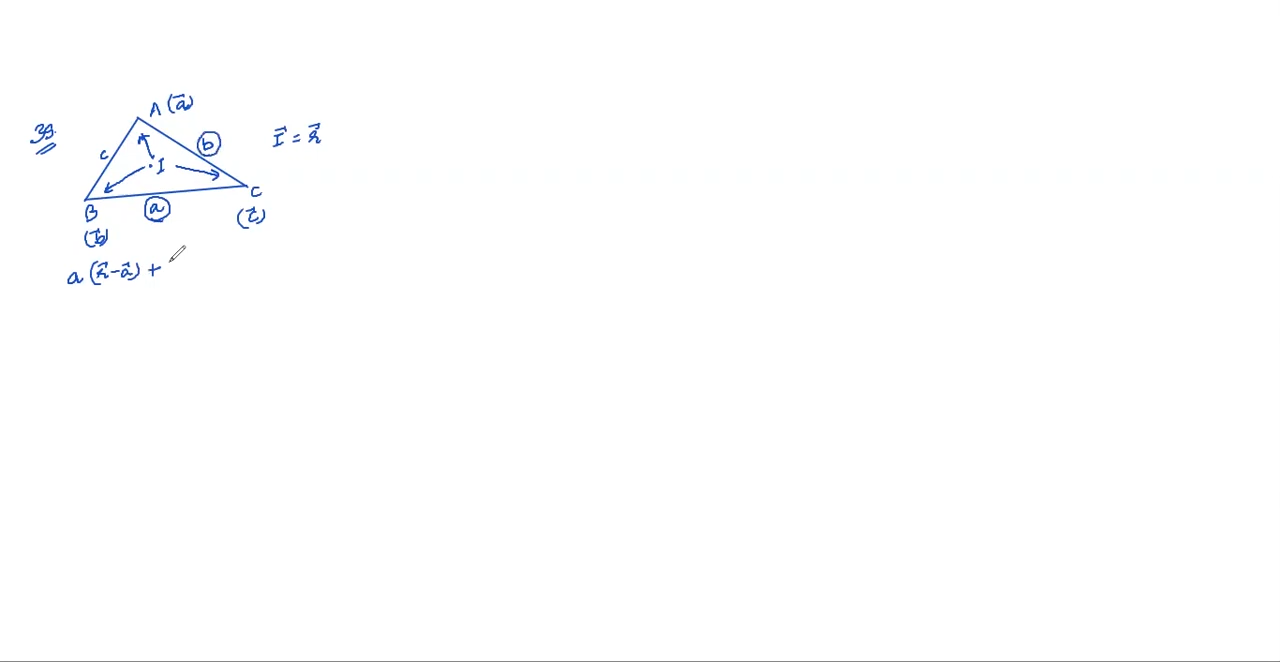 39.
A (a⃗)
c
b
I
I⃗ = r⃗
B
a
C
(b⃗)
(c⃗)
a (r⃗ - a⃗) +